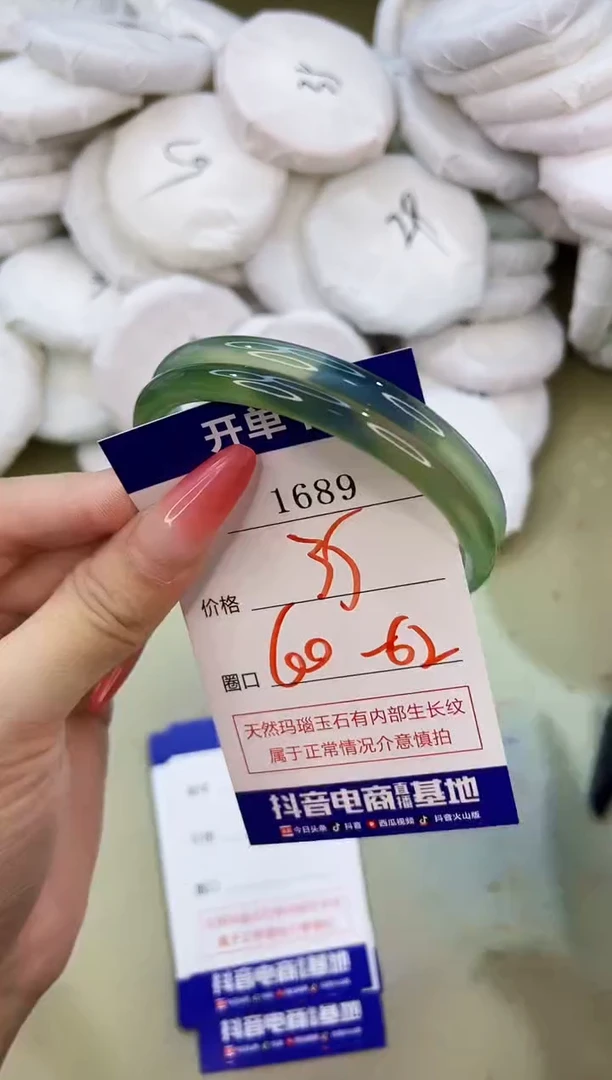 35
28
开单
1689
价格 35
圈口 60-62
天然玛瑙玉石有内部生长纹
属于正常情况介意慎拍
抖音电商直播基地
今日头条 抖音 西瓜视频 抖音火山版
抖音电商直播基地
抖音电商直播基地